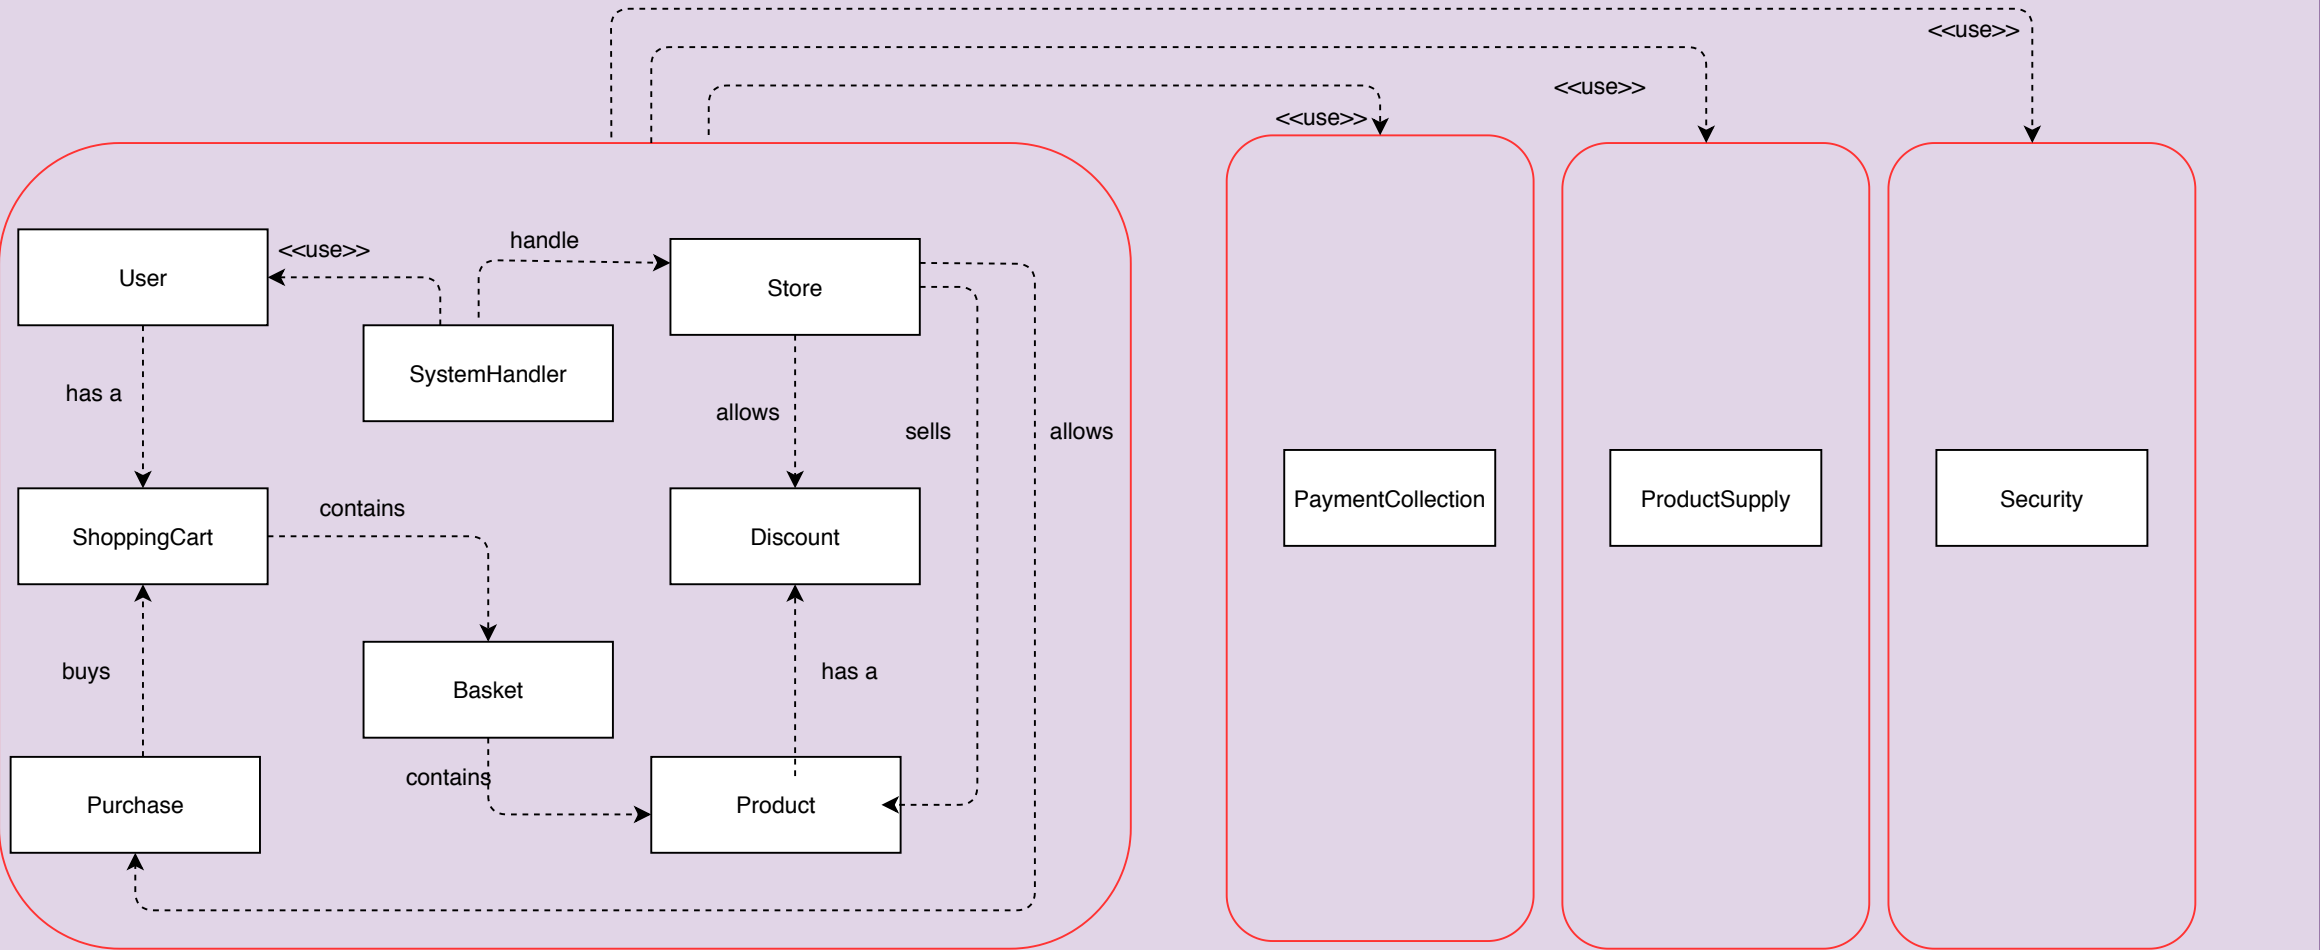 <<use>>
<<use>>
<<use>>
handle
<<use>>
User
Store
SystemHandler
has a
allows
sells
allows
contains
ShoppingCart
Discount
PaymentCollection
ProductSupply
Security
buys
has a
Basket
contains
Purchase
Product